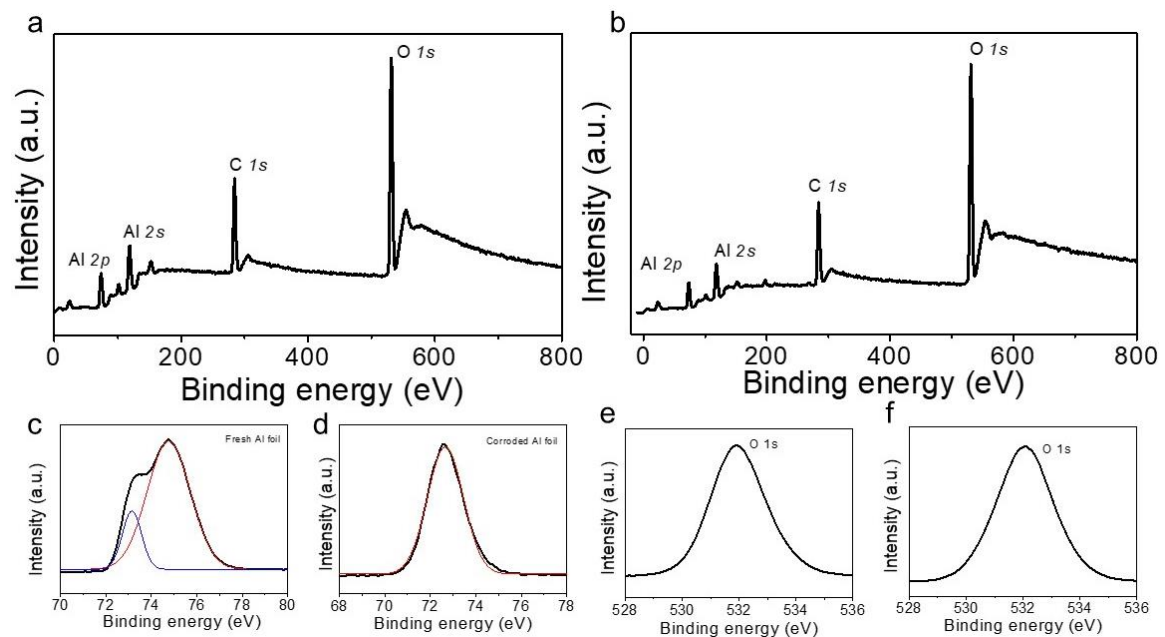 a
O 1s
C 1s
Al 2s
Al 2p
Intensity (a.u.)
0 200 400 600 800
Binding energy (eV)
b
O 1s
C 1s
Al 2s
Al 2p
Intensity (a.u.)
0 200 400 600 800
Binding energy (eV)
c
Fresh Al foil
Intensity (a.u.)
70 72 74 76 78 80
Binding energy (eV)
d
Corroded Al foil
Intensity (a.u.)
68 70 72 74 76 78
Binding energy (eV)
e
O 1s
Intensity (a.u.)
528 530 532 534 536
Binding energy (eV)
f
O 1s
Intensity (a.u.)
528 530 532 534 536
Binding energy (eV)